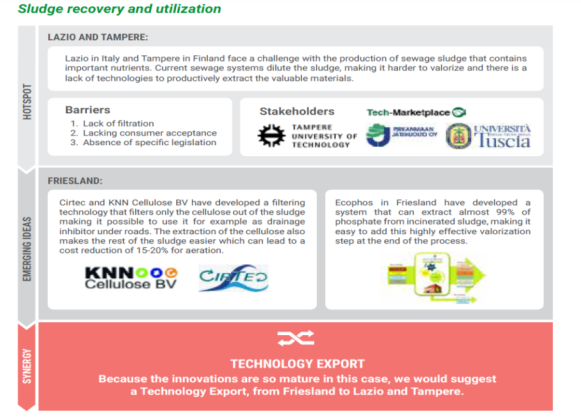 Sludge recovery and utilization
LAZIO AND TAMPERE:
Lazio in Italy and Tampere in Finland face a challenge with the production of sewage sludge that contains
important nutrients. Current sewage systems dilute the sludge, making it harder to valorize and there is a
lack of technologies to productively extract the valuable materials.
HOTSPOT
Barriers
1. Lack of filtration
2. Lacking consumer acceptance
3. Absence of specific legislation
Stakeholders
Tech-Marketplace
TAMPERE
UNIVERSITY OF
TECHNOLOGY
PIRKANMAAN
JÄTEHUOLTO OY
UNIVERSITÀ
Tuscia
FRIESLAND:
EMERGING IDEAS
Cirtec and KNN Cellulose BV have developed a filtering
technology that filters only the cellulose out of the sludge
making it possible to use it for example as drainage
inhibitor under roads. The extraction of the cellulose also
makes the rest of the sludge easier which can lead to a
cost reduction of 15-20% for aeration.
KNN
Cellulose BV
CIRTEC
Ecophos in Friesland have developed a
system that can extract almost 99% of
phosphate from incinerated sludge, making it
easy to add this highly effective valorization
step at the end of the process.
SYNERGY
TECHNOLOGY EXPORT
Because the innovations are so mature in this case, we would suggest
a Technology Export, from Friesland to Lazio and Tampere.